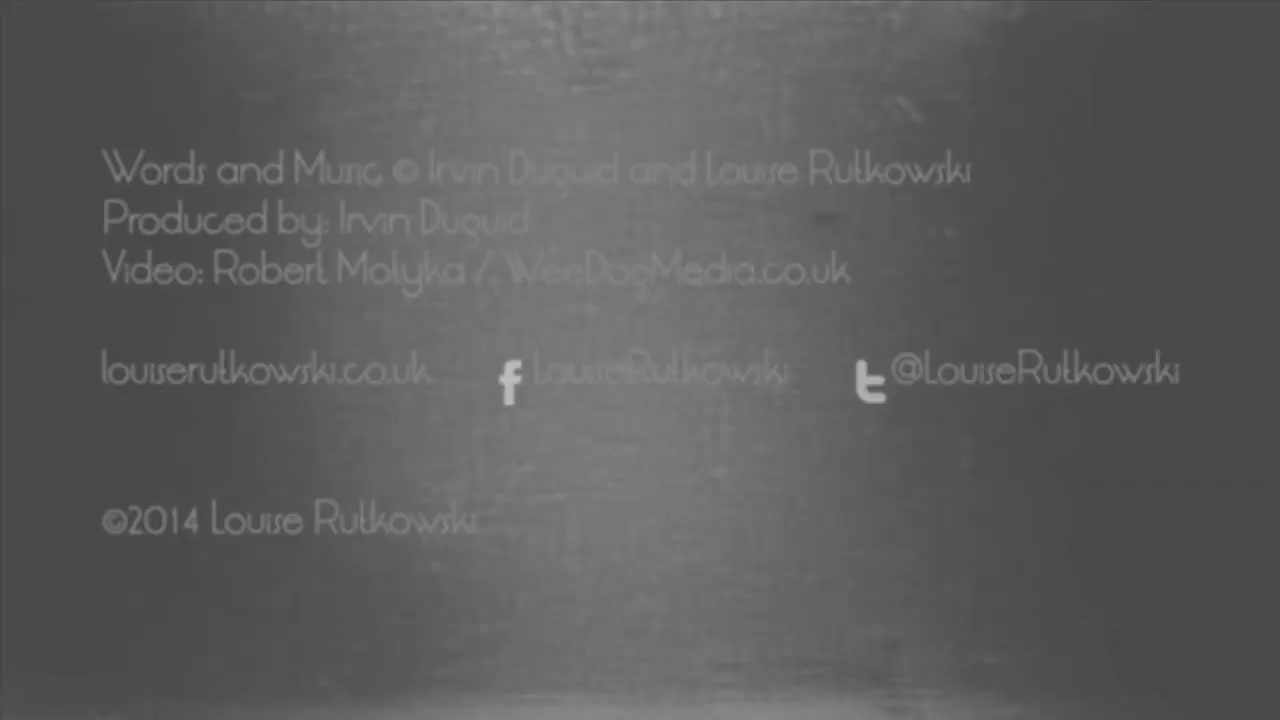 Words and Music © Irvin Duguid and Louise Rutkowski
Produced by: Irvin Duguid
Video: Robert Motyka / WeeDogMedia.co.uk
louiserutkowski.co.uk f LouiseRutkowski t @LouiseRutkowski
©2014 Louise Rutkowski